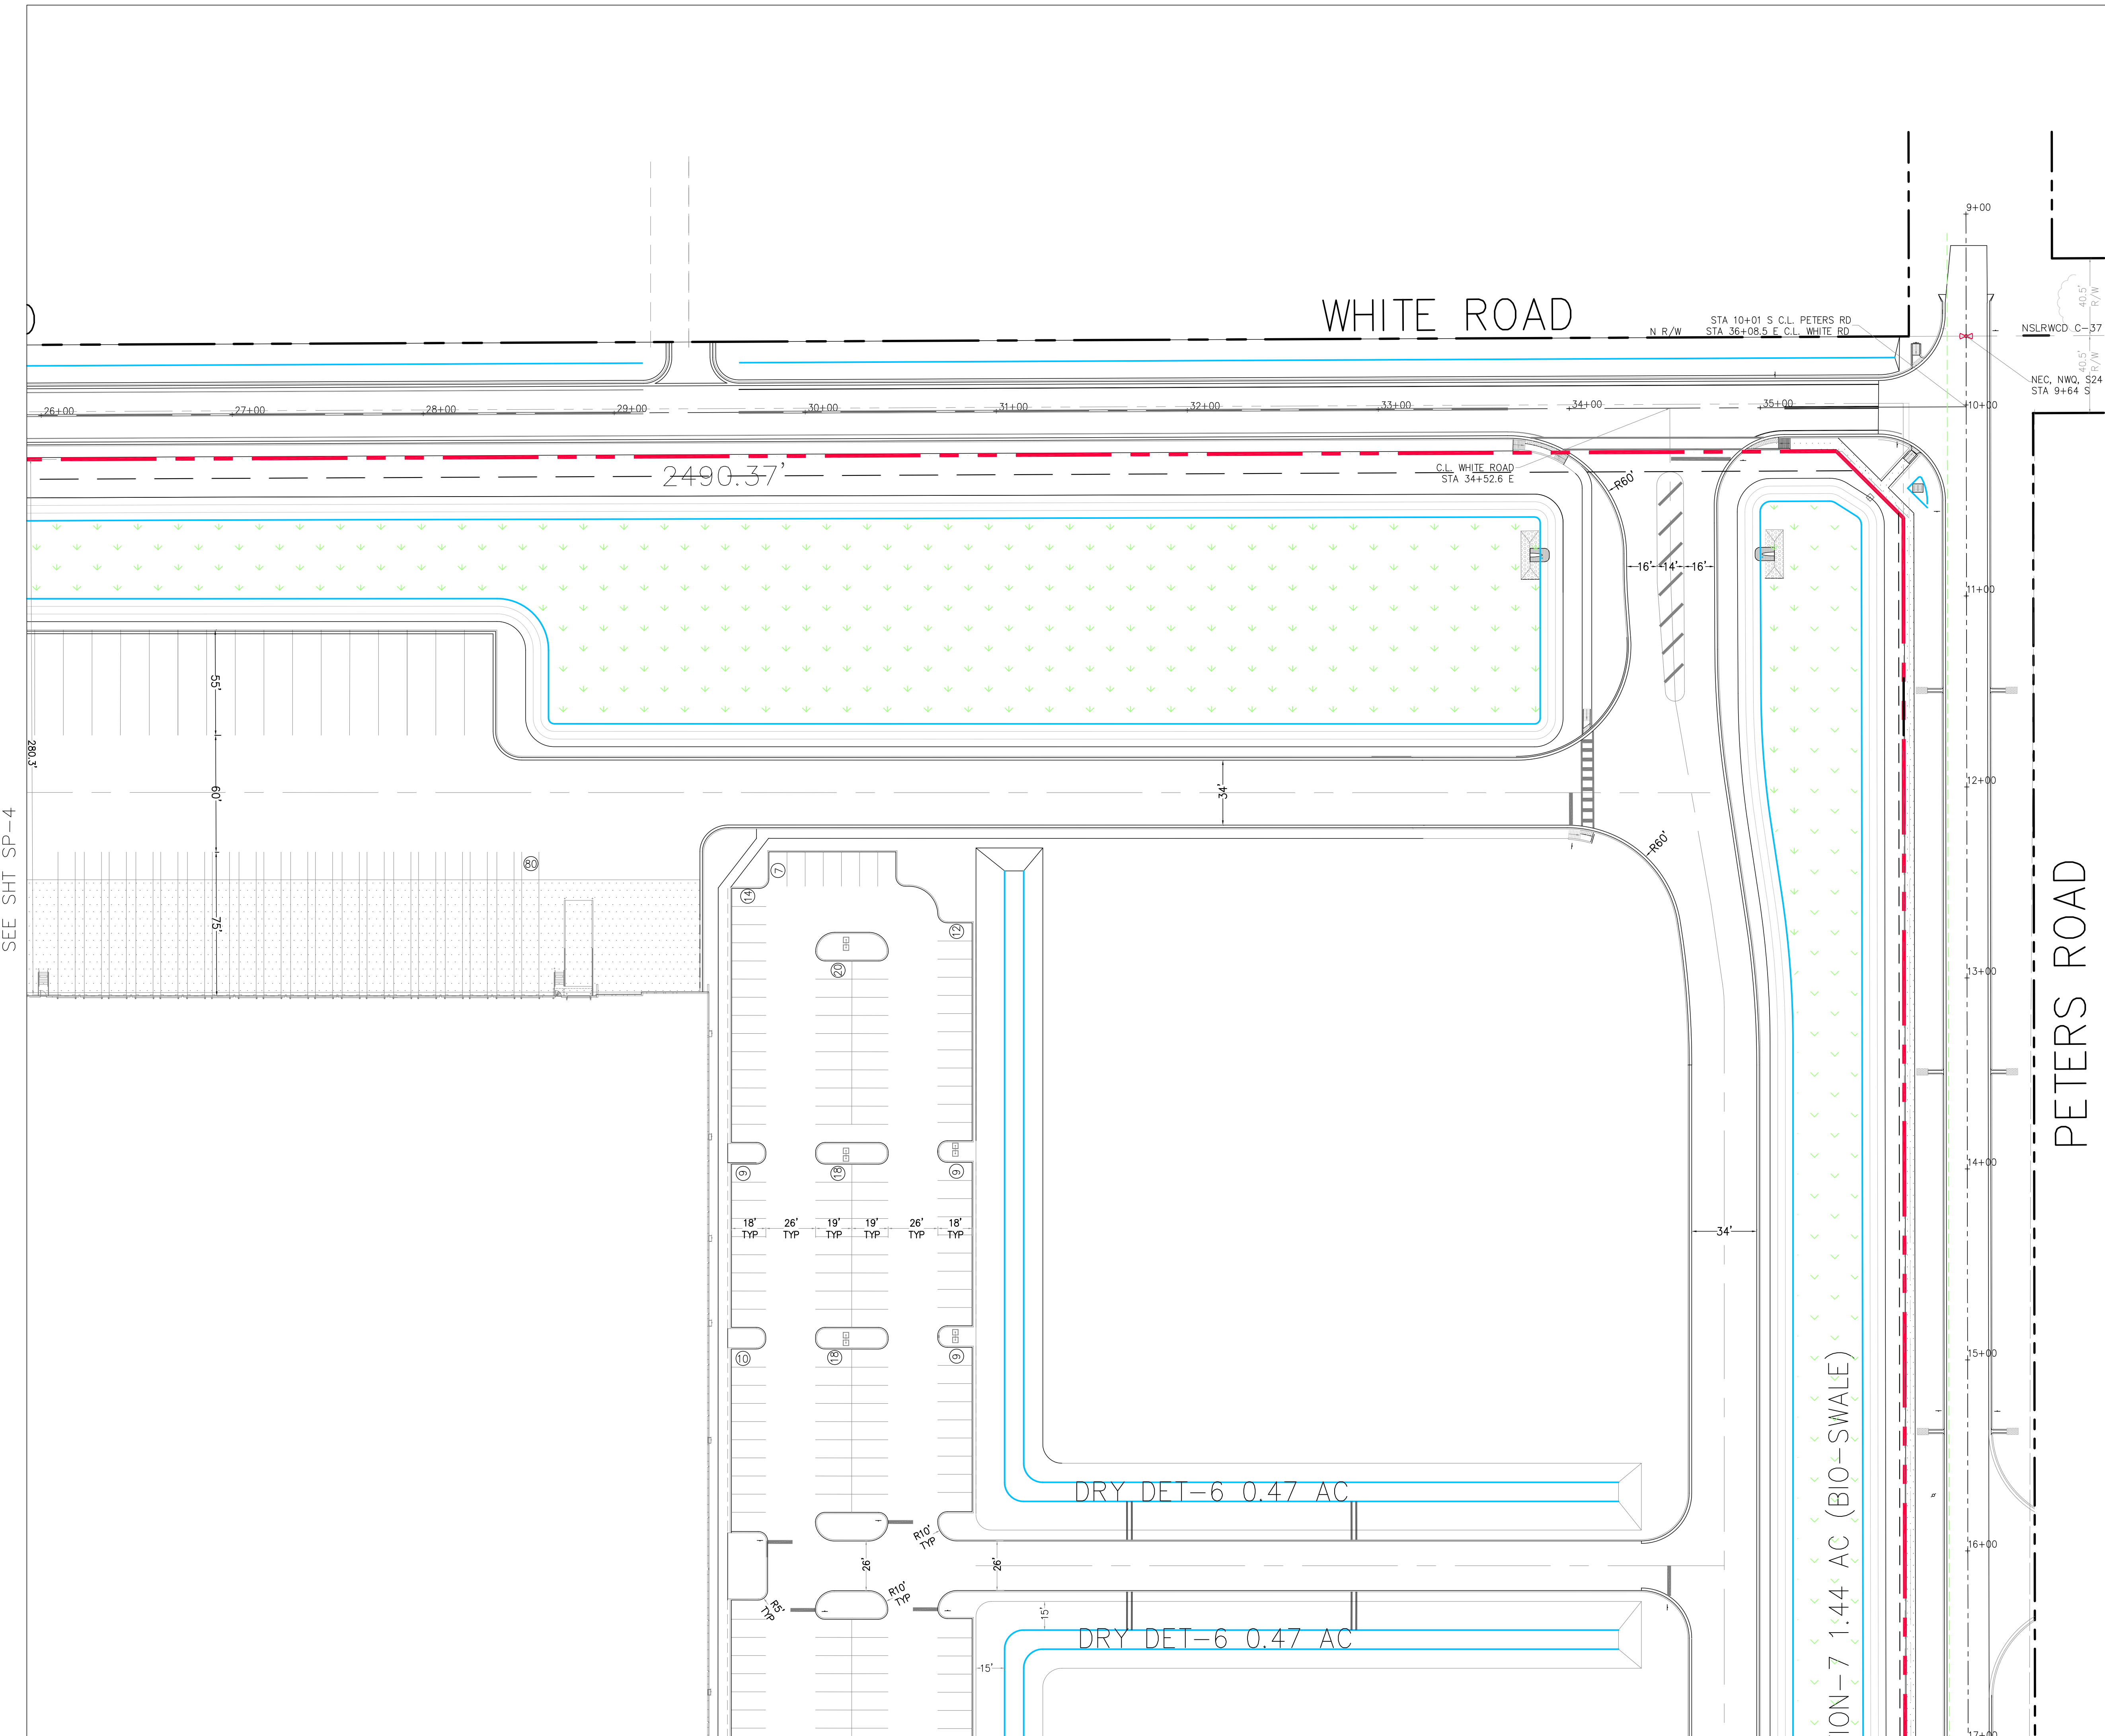 9+00
WHITE ROAD
STA 10+01 S C.L. PETERS RD
N R/W STA 36+08.5 E C.L. WHITE RD
40.5'
R/W
NSLRWCD C-37
40.5'
R/W
NEC, NWQ, S24
STA 9+64 S
26+00
27+00
28+00
29+00
30+00
31+00
32+00
33+00
34+00
35+00
10+00
2490.37'
C.L. WHITE ROAD
STA 34+52.6 E
R60'
16'
14'
16'
11+00
55'
280.3'
60'
34'
12+00
R60'
SEE SHT SP-4
80
75'
7
14
12
20
13+00
PETERS ROAD
9
18
9
14+00
18'
TYP
26'
TYP
19'
TYP
19'
TYP
26'
TYP
18'
TYP
34'
10
18
9
15+00
DRY DET-6 0.47 AC
R10'
TYP
26'
26'
16+00
R5'
TYP
R10'
TYP
15'
DRY DET-6 0.47 AC
15'
ION-7 1.44 AC (BIO-SWALE)
17+00